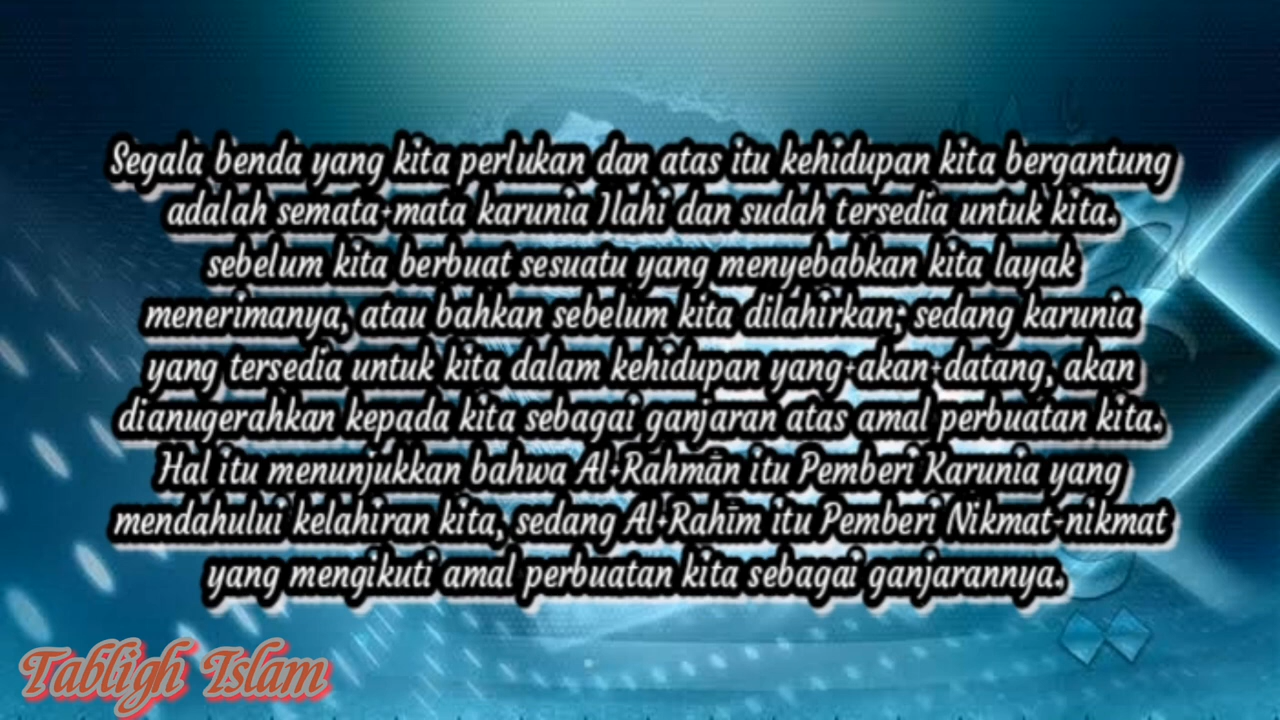 Segala benda yang kita perlukan dan atas itu kehidupan kita bergantung
adalah semata-mata karunia Ilahi dan sudah tersedia untuk kita.
sebelum kita berbuat sesuatu yang menyebabkan kita layak
menerimanya, atau bahkan sebelum kita dilahirkan; sedang karunia
yang tersedia untuk kita dalam kehidupan yang-akan-datang, akan
dianugerahkan kepada kita sebagai ganjaran atas amal perbuatan kita.
Hal itu menunjukkan bahwa Al-Rahmān itu Pemberi Karunia yang
mendahului kelahiran kita, sedang Al-Rahīm itu Pemberi Nikmat-nikmat
yang mengikuti amal perbuatan kita sebagai ganjarannya.
Tabligh Islam